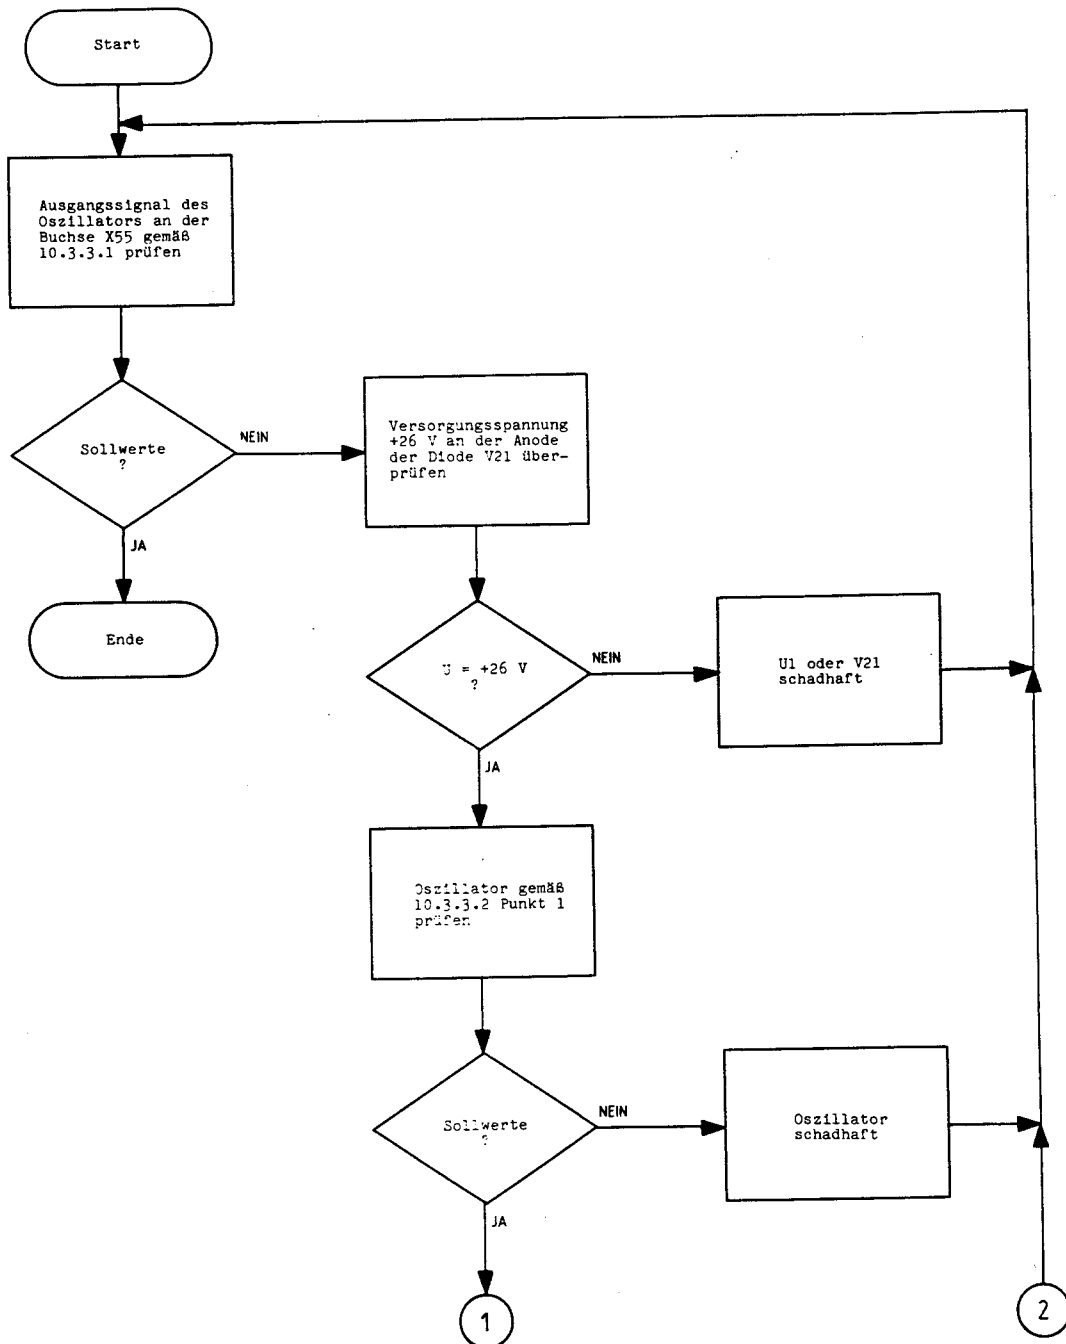 Start
Ausgangssignal des
Oszillators an der
Buchse X55 gemäß
10.3.3.1 prüfen
Sollwerte
?
NEIN
JA
Ende
Versorgungsspannung
+26 V an der Anode
der Diode V21 über-
prüfen
U = +26 V
?
NEIN
JA
U1 oder V21
schadhaft
Oszillator gemäß
10.3.3.2 Punkt 1
prüfen
Sollwerte
?
NEIN
JA
Oszillator
schadhaft
1
2